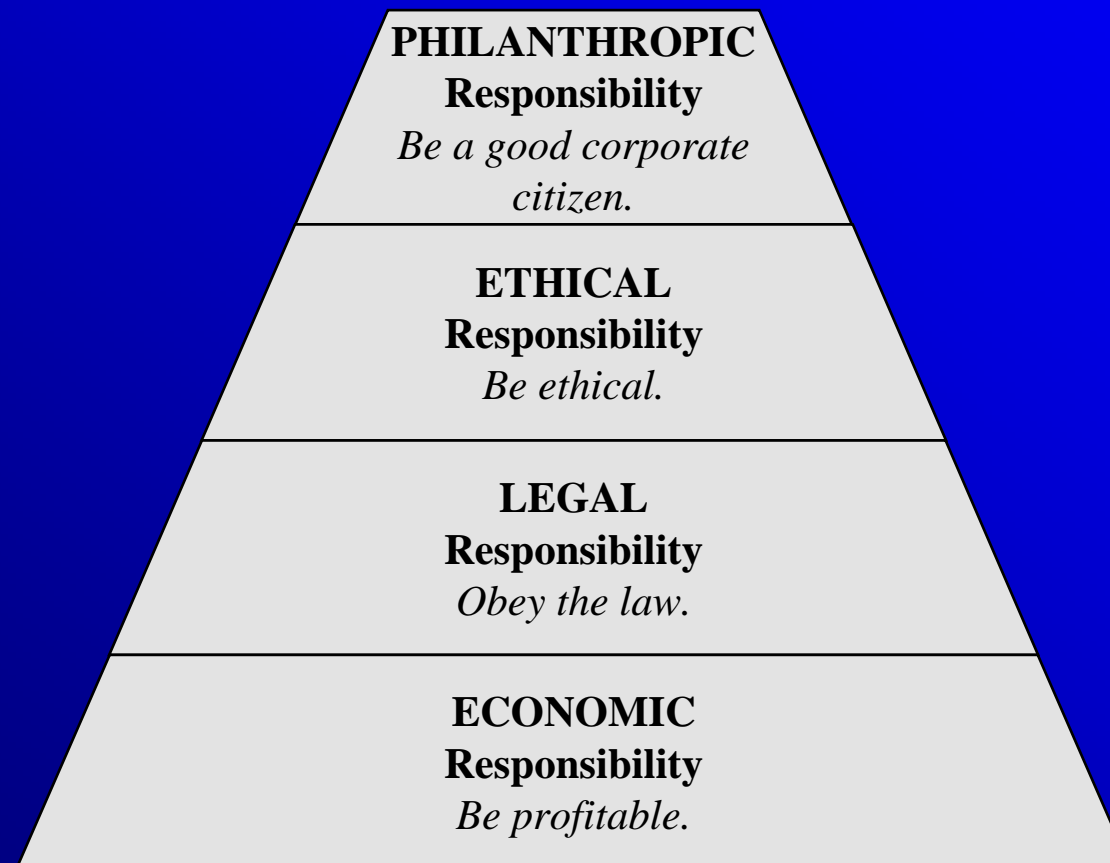 PHILANTHROPIC
Responsibility
Be a good corporate
citizen.
ETHICAL
Responsibility
Be ethical.
LEGAL
Responsibility
Obey the law.
ECONOMIC
Responsibility
Be profitable.